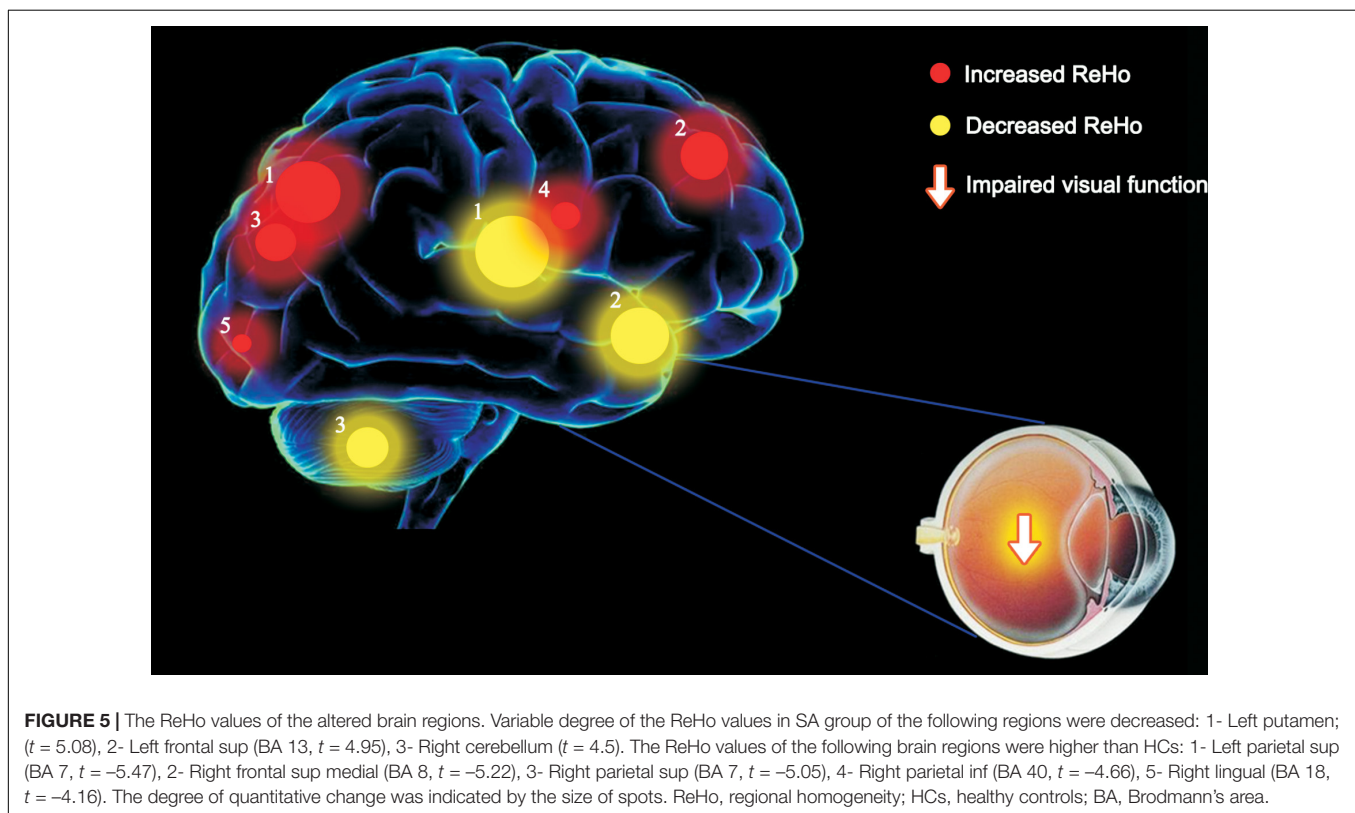 Increased ReHo
Decreased ReHo
Impaired visual function
2
1
4
3
1
2
5
3
FIGURE 5 | The ReHo values of the altered brain regions. Variable degree of the ReHo values in SA group of the following regions were decreased: 1- Left putamen;
(t = 5.08), 2- Left frontal sup (BA 13, t = 4.95), 3- Right cerebellum (t = 4.5). The ReHo values of the following brain regions were higher than HCs: 1- Left parietal sup
(BA 7, t = –5.47), 2- Right frontal sup medial (BA 8, t = –5.22), 3- Right parietal sup (BA 7, t = –5.05), 4- Right parietal inf (BA 40, t = –4.66), 5- Right lingual (BA 18,
t = –4.16). The degree of quantitative change was indicated by the size of spots. ReHo, regional homogeneity; HCs, healthy controls; BA, Brodmann's area.